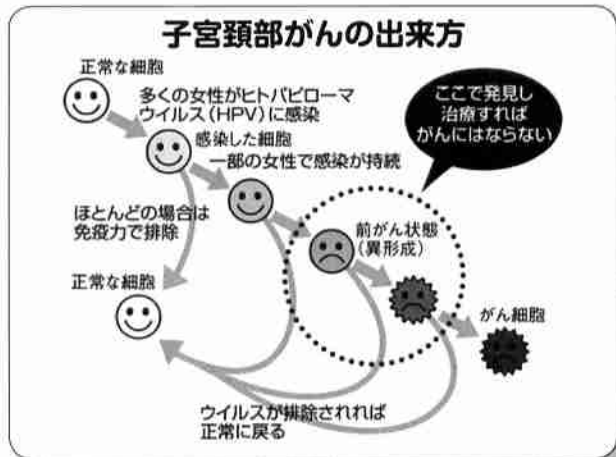 子宮頚部がんの出来方
正常な細胞
多くの女性がヒトパピローマ
ウイルス(HPV)に感染
感染した細胞
一部の女性で感染が持続
ここで発見し
治療すれば
がんにはならない
ほとんどの場合は
免疫力で排除
前がん状態
(異形成)
正常な細胞
がん細胞
ウイルスが排除されれば
正常に戻る